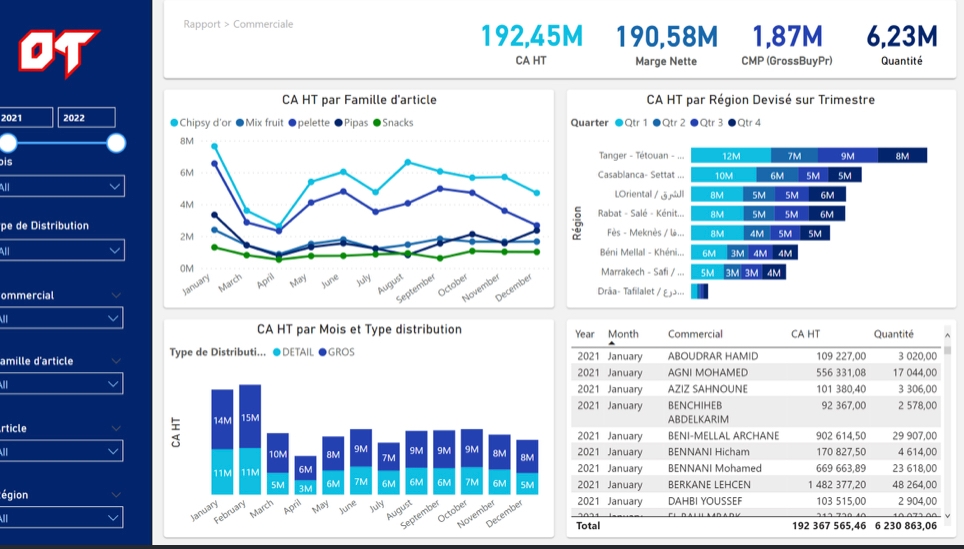 OT
Rapport > Commerciale
192,45M
CA HT
190,58M
Marge Nette
1,87M
CMP (GrossBuyPr)
6,23M
Quantité
2021
2022
ois
All
ype de Distribution
All
ommercial
All
amille d'article
All
rticle
All
égion
All
CA HT par Famille d'article
Chipsy d'or Mix fruit pelette Pipas Snacks
8M
6M
4M
2M
0M
January March April May June July August September October November December
CA HT par Région Devisé sur Trimestre
Quarter Qtr 1 Qtr 2 Qtr 3 Qtr 4
Région
Tanger - Tétouan - ... 12M 7M 9M 8M
Casablanca- Settat ... 10M 6M 5M 5M
LOriental / الشرق 8M 5M 5M 6M
Rabat - Salé - Kénit... 8M 5M 5M 6M
Fès - Meknès / فا... 8M 4M 5M 5M
Béni Mellal - Khéni... 6M 3M 4M 4M
Marrakech - Safi / ... 5M 3M 3M 4M
Drâa- Tafilalet / درع...
CA HT par Mois et Type distribution
Type de Distributi... DETAIL GROS
CA HT
14M 15M 10M 6M 8M 9M 7M 9M 9M 9M 8M 8M
11M 11M 5M 3M 6M 7M 6M 6M 6M 7M 6M 5M
January February March April May June July August September October November December
Year Month Commercial CA HT Quantité
2021 January ABOUDRAR HAMID 109 227,00 3 020,00
2021 January AGNI MOHAMED 556 331,08 17 044,00
2021 January AZIZ SAHNOUNE 101 380,40 3 306,00
2021 January BENCHIHEB 92 367,00 2 578,00
ABDELKARIM
2021 January BENI-MELLAL ARCHANE 902 614,50 29 907,00
2021 January BENNANI Hicham 170 827,50 4 614,00
2021 January BENNANI Mohamed 669 663,89 23 618,00
2021 January BERKANE LEHCEN 1 482 377,20 48 264,00
2021 January DAHBI YOUSSEF 103 515,00 2 904,00
2021 January
Total 192 367 565,46 6 230 863,06